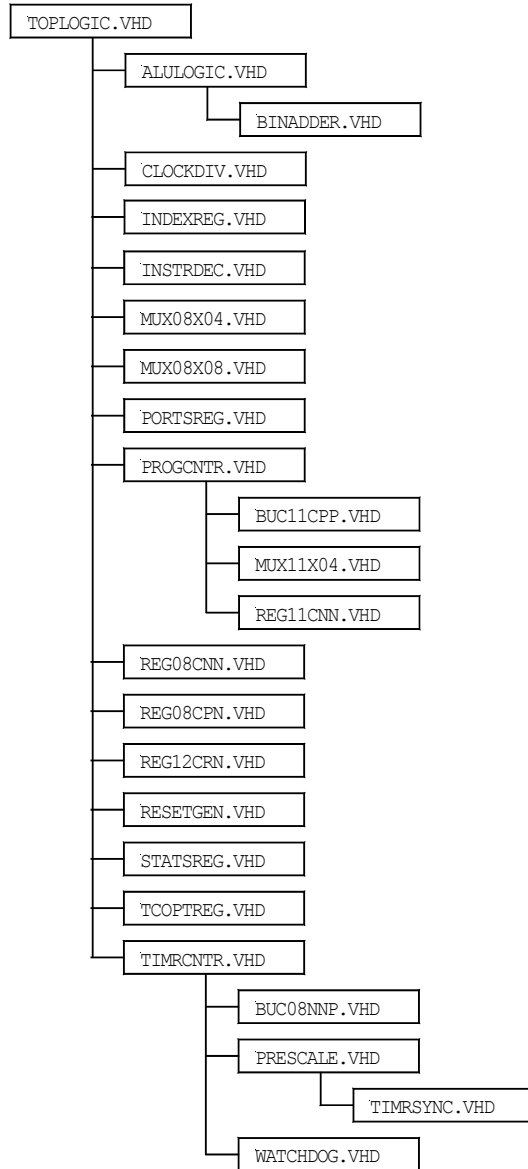 TOPLOGIC.VHD
ALULOGIC.VHD
BINADDER.VHD
CLOCKDIV.VHD
INDEXREG.VHD
INSTRDEC.VHD
MUX08X04.VHD
MUX08X08.VHD
PORTSREG.VHD
PROGCNTR.VHD
BUC11CPP.VHD
MUX11X04.VHD
REG11CNN.VHD
REG08CNN.VHD
REG08CPN.VHD
REG12CRN.VHD
RESETGEN.VHD
STATSREG.VHD
TCOPTREG.VHD
TIMRCNTR.VHD
BUC08NNP.VHD
PRESCALE.VHD
TIMRSYNC.VHD
WATCHDOG.VHD